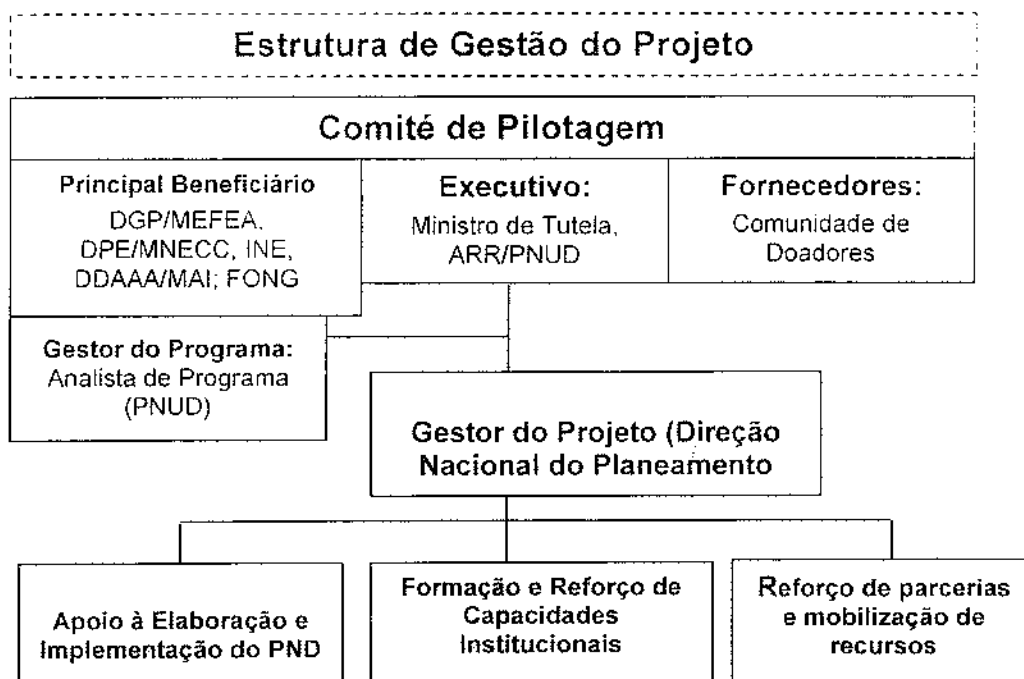 Estrutura de Gestão do Projeto
Comité de Pilotagem
Principal Beneficiário
DGP/MEFEA,
DPE/MNECC, INE,
DDAAA/MAI; FONG
Executivo:
Ministro de Tutela,
ARR/PNUD
Fornecedores:
Comunidade de
Doadores
Gestor do Programa:
Analista de Programa
(PNUD)
Gestor do Projeto (Direção
Nacional do Planeamento
Apoio à Elaboração e
Implementação do PND
Formação e Reforço de
Capacidades
Institucionais
Reforço de parcerias
e mobilização de
recursos